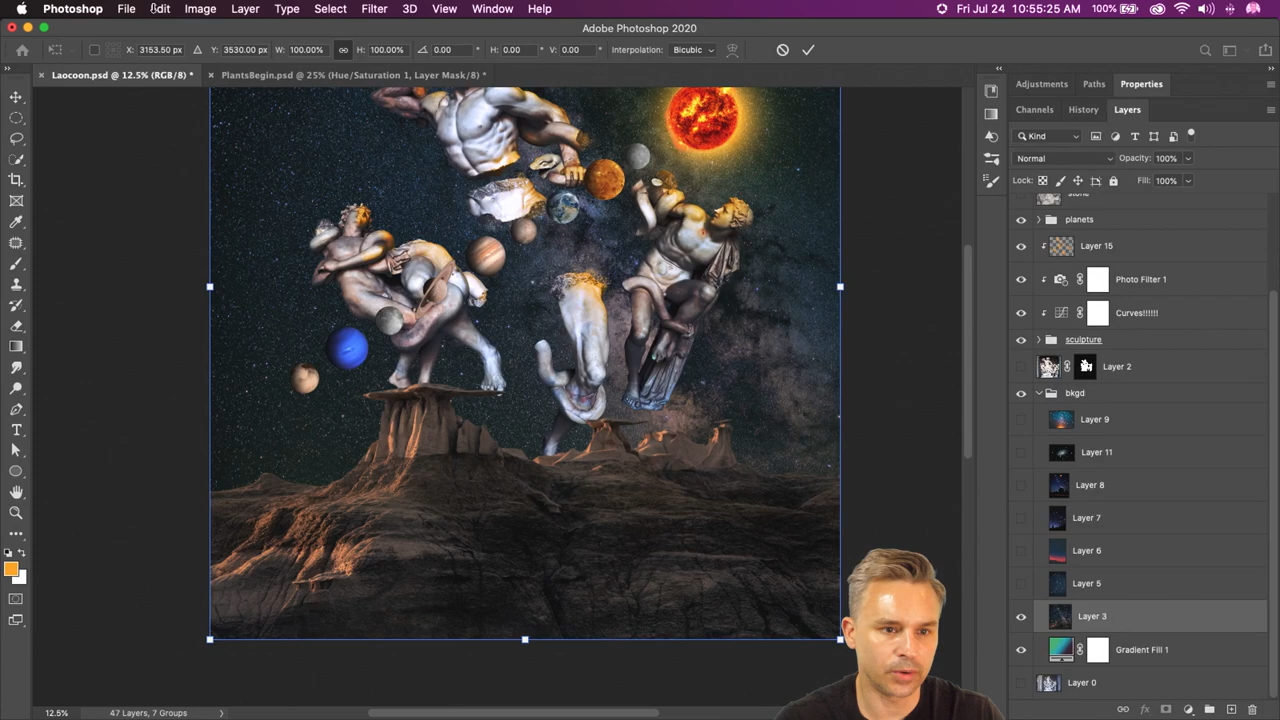 Photoshop File Edit Image Layer Type Select Filter 3D View Window Help 100% Fri Jul 24 10:55:25 AM
Adobe Photoshop 2020
X: 3153.50 px Y: 3530.00 px W: 100.00% H: 100.00% 0.00 ° H: 0.00 ° V: 0.00 ° Interpolation: Bicubic
Laocoon.psd @ 12.5% (RGB/8) * PlantsBegin.psd @ 25% (Hue/Saturation 1, Layer Mask/8) *
Adjustments Paths Properties
Channels History Layers
Kind
Normal Opacity: 100%
Lock: Fill: 100%
planets
Layer 15
Photo Filter 1
Curves!!!!!!
sculpture
Layer 2
bkgd
Layer 9
Layer 11
Layer 8
Layer 7
Layer 6
Layer 5
Layer 3
Gradient Fill 1
Layer 0
12.5% 47 Layers, 7 Groups